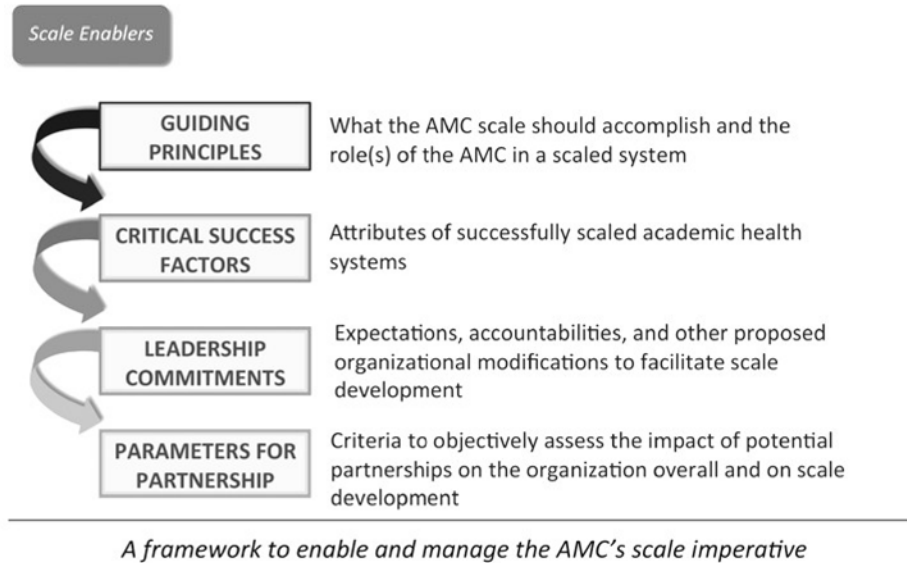 Scale Enablers
GUIDING
PRINCIPLES
What the AMC scale should accomplish and the
role(s) of the AMC in a scaled system
CRITICAL SUCCESS
FACTORS
Attributes of successfully scaled academic health
systems
LEADERSHIP
COMMITMENTS
Expectations, accountabilities, and other proposed
organizational modifications to facilitate scale
development
PARAMETERS FOR
PARTNERSHIP
Criteria to objectively assess the impact of potential
partnerships on the organization overall and on scale
development
A framework to enable and manage the AMC's scale imperative